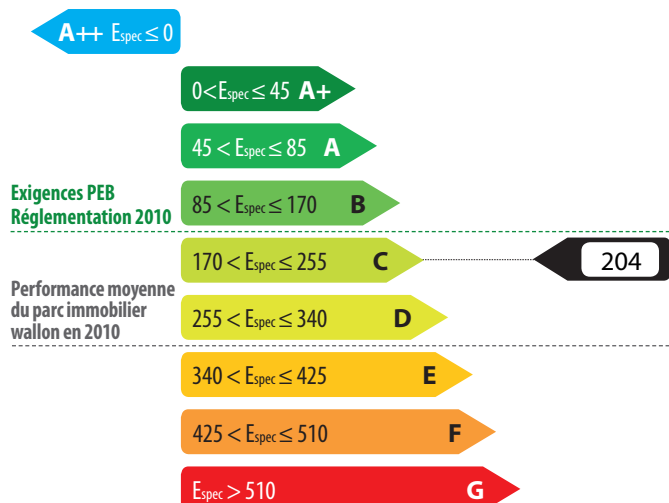 A++ Espec ≤ 0
0<Espec ≤ 45 A+
45 < Espec ≤ 85 A
Exigences PEB
Réglementation 2010
85 < Espec ≤ 170 B
170 < Espec ≤ 255 C
204
Performance moyenne
du parc immobilier
wallon en 2010
255 < Espec ≤ 340 D
340 < Espec ≤ 425 E
425 < Espec ≤ 510 F
Espec > 510 G